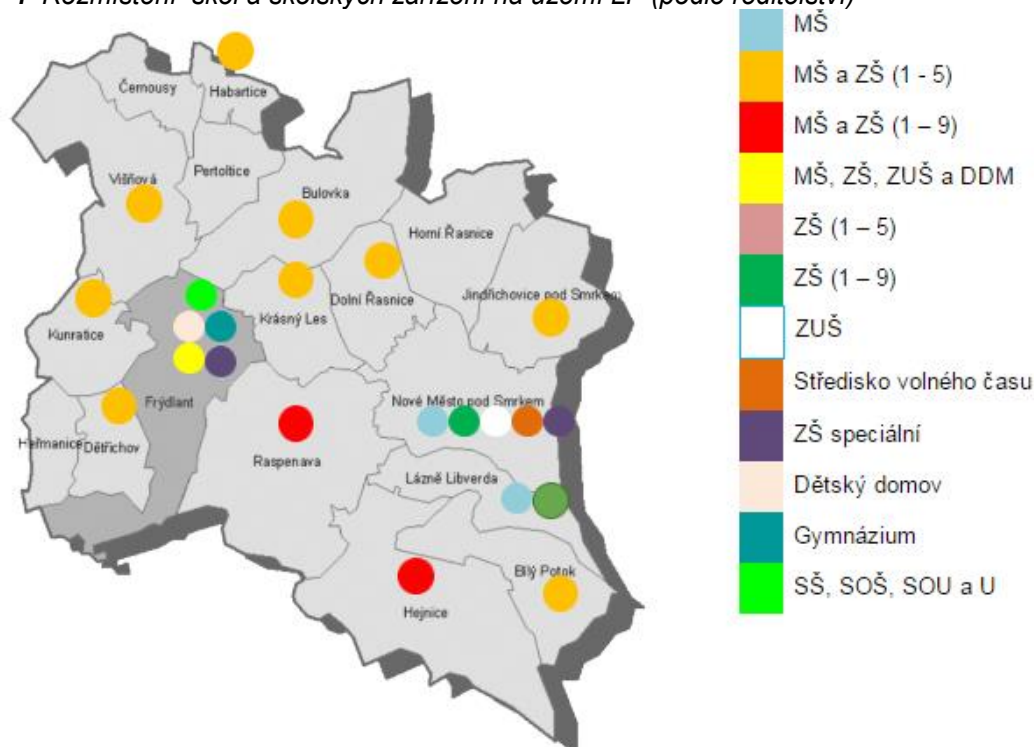 Rozmístění škol a školských zařízení na území
MŠ
MŠ a ZŠ (1 - 5)
MŠ a ZŠ (1 – 9)
MŠ, ZŠ, ZUŠ a DDM
ZŠ (1 – 5)
ZŠ (1 – 9)
ZUŠ
Středisko volného času
ZŠ speciální
Dětský domov
Gymnázium
SŠ, SOŠ, SOU a U
Černousy
Habartice
Pertoltice
Višňová
Bulovka
Horní Řasnice
Dolní Řasnice
Jindřichovice pod Smrkem
Krásný Les
Kunratice
Frýdlant
Nové Město pod Smrkem
Heřmanice
Dětřichov
Raspenava
Lázně Libverda
Bílý Potok
Hejnice